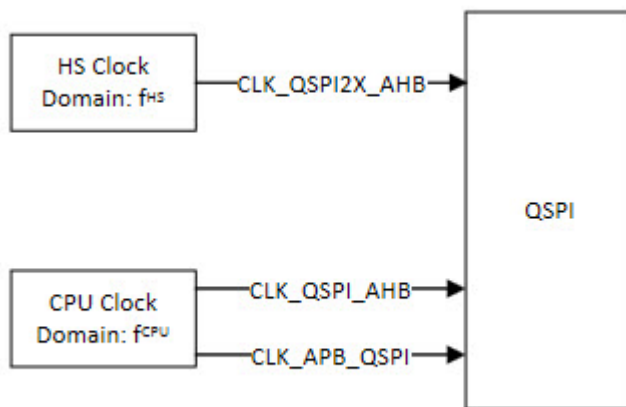 HS Clock
Domain: fHS
CLK_QSPI2X_AHB
QSPI
CPU Clock
Domain: fCPU
CLK_QSPI_AHB
CLK_APB_QSPI